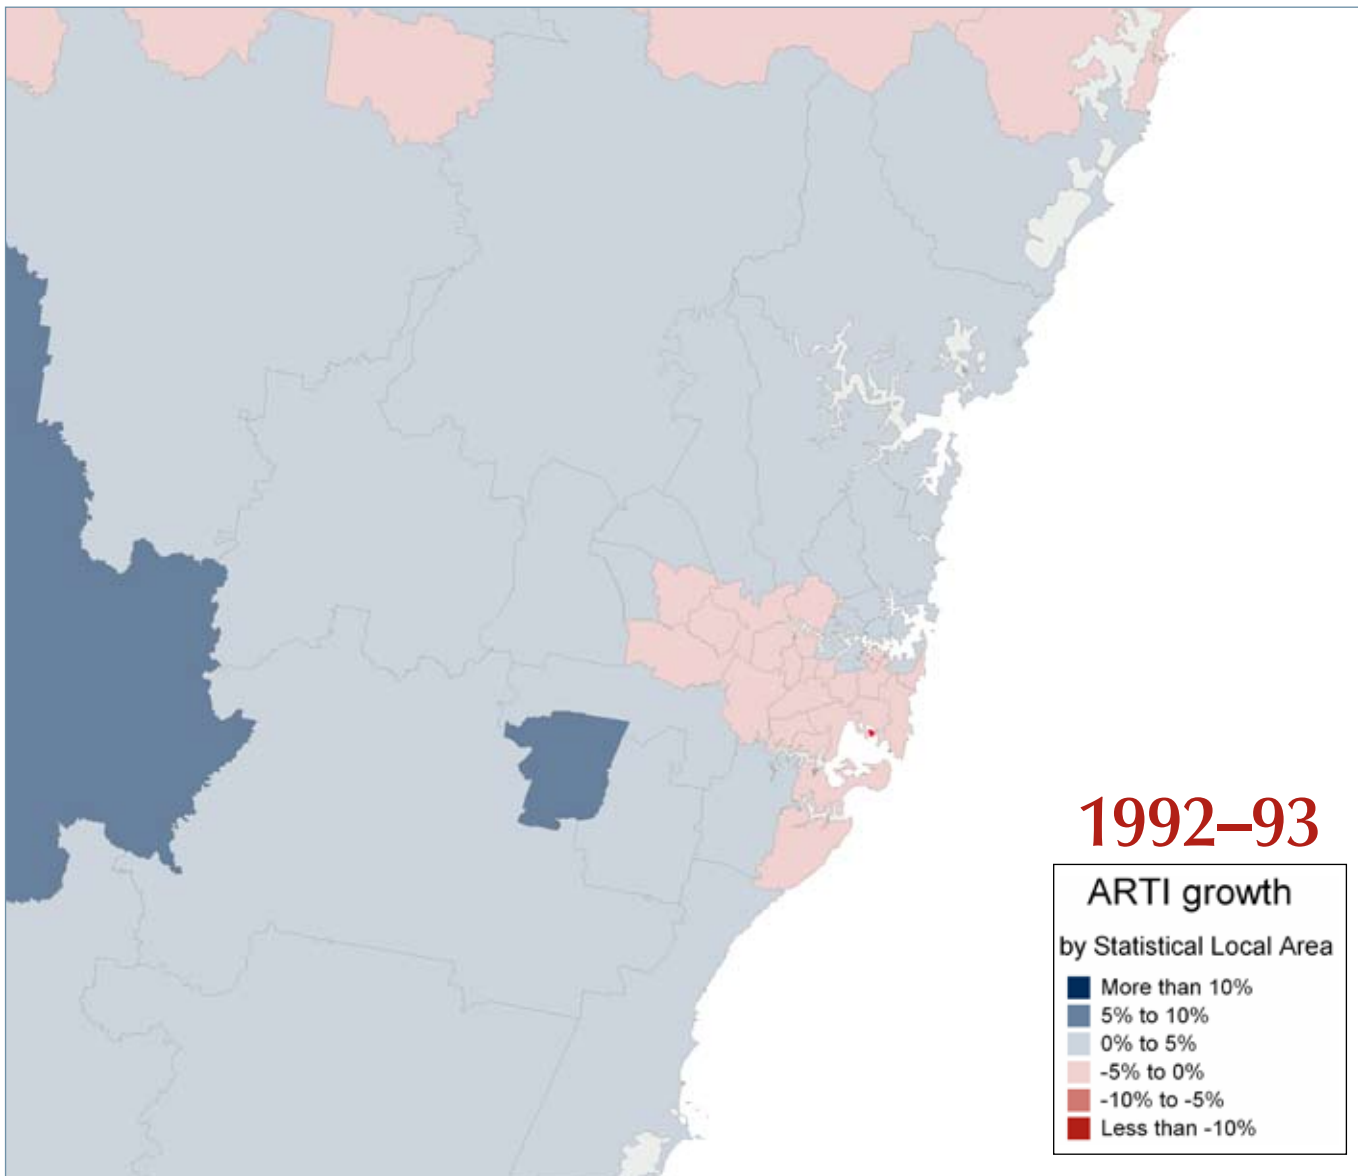 1992–93
ARTI growth
by Statistical Local Area
More than 10%
5% to 10%
0% to 5%
-5% to 0%
-10% to -5%
Less than -10%